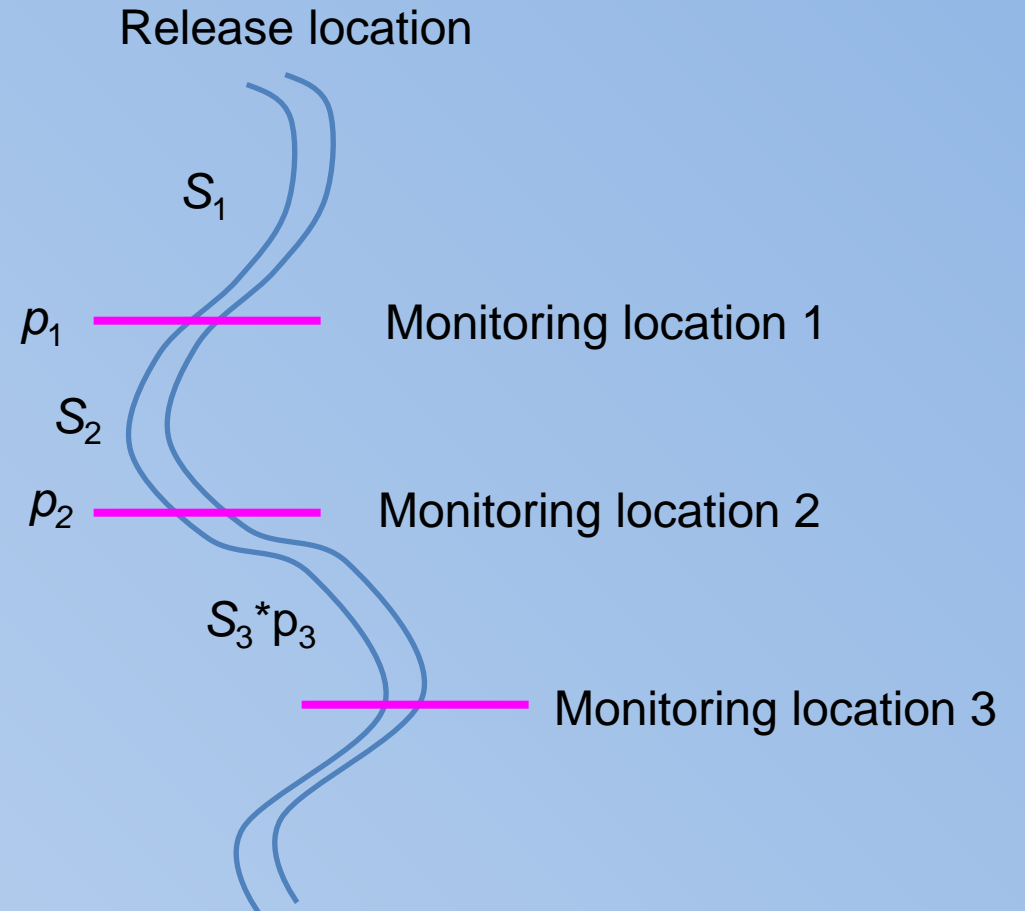 Release location
S₁
p₁ Monitoring location 1
S₂
p₂ Monitoring location 2
S₃*p₃
Monitoring location 3